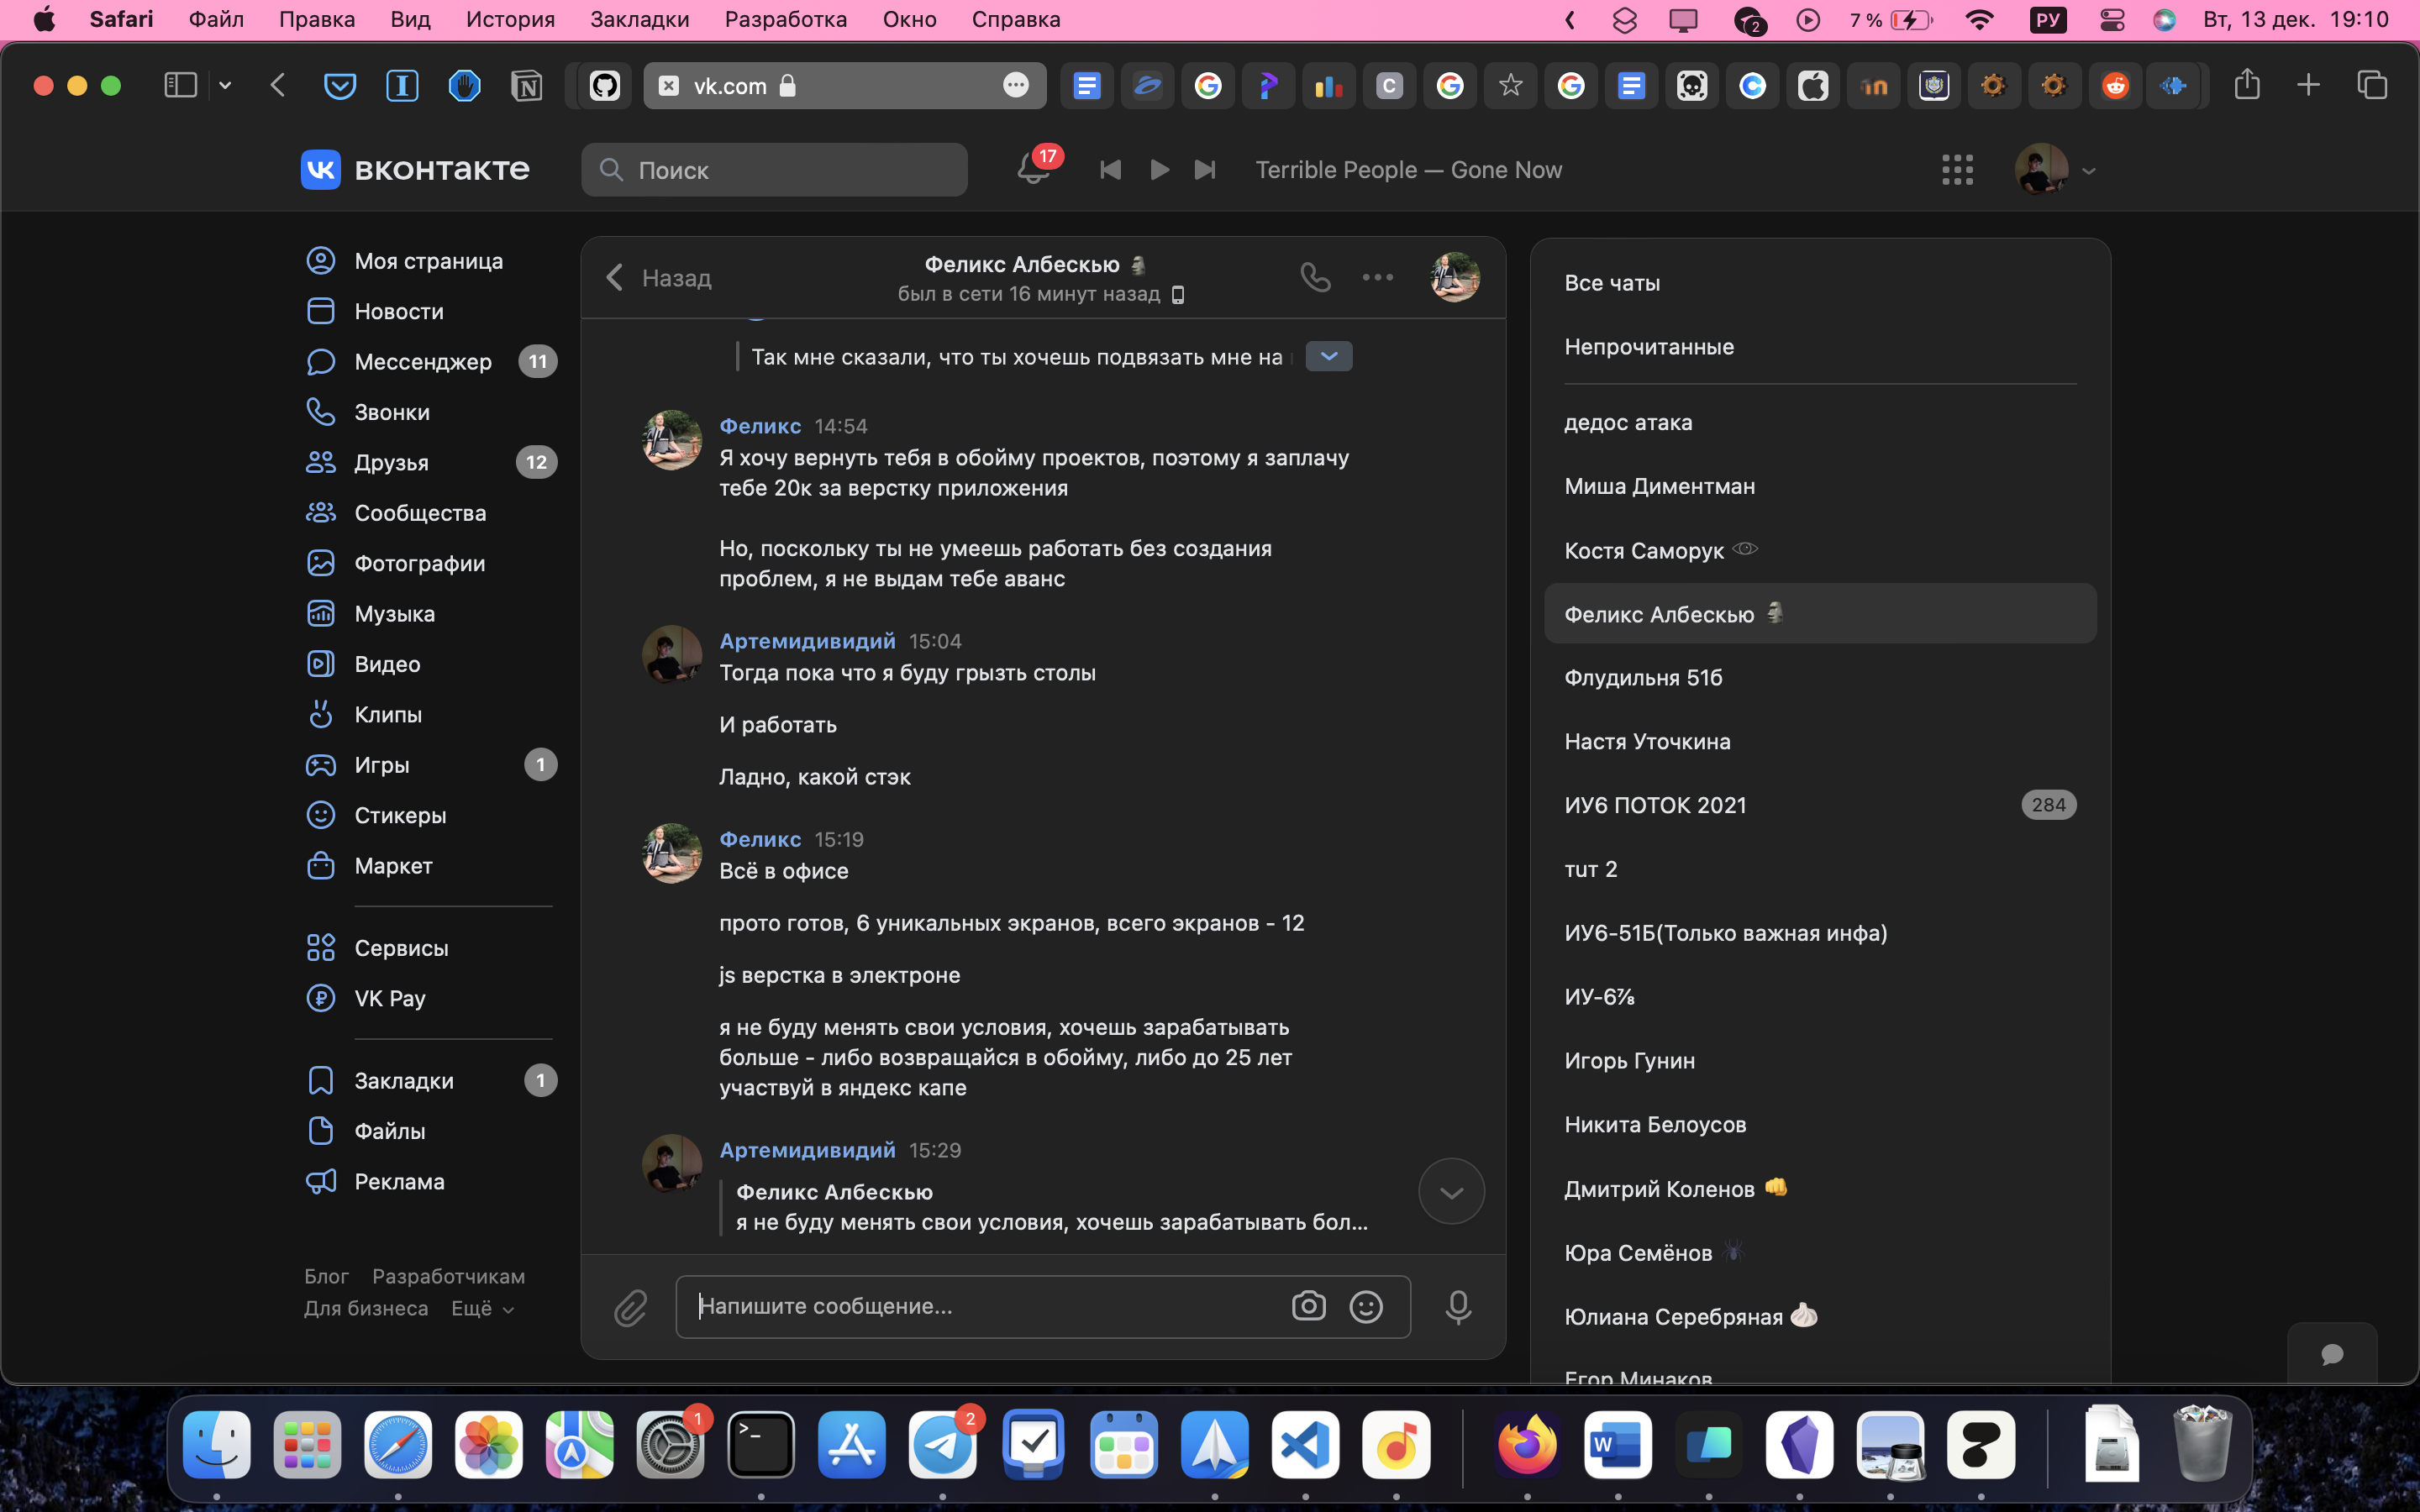 Safari Файл Правка Вид История Закладки Разработка Окно Справка
2 7 % РУ Вт, 13 дек. 19:10
vk.com
ВКОНТАКТЕ
Поиск
17
Terrible People — Gone Now
Моя страница
Новости
Мессенджер 11
Звонки
Друзья 12
Сообщества
Фотографии
Музыка
Видео
Клипы
Игры 1
Стикеры
Маркет
Сервисы
VK Pay
Закладки 1
Файлы
Реклама
Блог Разработчикам
Для бизнеса Ещё
Назад
Феликс Албескью 🗿
был в сети 16 минут назад
Так мне сказали, что ты хочешь подвязать мне на
Феликс 14:54
Я хочу вернуть тебя в обойму проектов, поэтому я заплачу
тебе 20к за верстку приложения
Но, поскольку ты не умеешь работать без создания
проблем, я не выдам тебе аванс
Артемидивидий 15:04
Тогда пока что я буду грызть столы
И работать
Ладно, какой стэк
Феликс 15:19
Всё в офисе
прото готов, 6 уникальных экранов, всего экранов - 12
js верстка в электроне
я не буду менять свои условия, хочешь зарабатывать
больше - либо возвращайся в обойму, либо до 25 лет
участвуй в яндекс капе
Артемидивидий 15:29
Феликс Албескью
я не буду менять свои условия, хочешь зарабатывать бол...
Напишите сообщение...
Все чаты
Непрочитанные
дедос атака
Миша Диментман
Костя Саморук 👁
Феликс Албескью 🗿
Флудильня 51б
Настя Уточкина
ИУ6 ПОТОК 2021 284
тит 2
ИУ6-51Б(Только важная инфа)
ИУ-6⅞
Игорь Гунин
Никита Белоусов
Дмитрий Коленов 👊
Юра Семёнов 🕷
Юлиана Серебряная
Егор Минаков
1
2